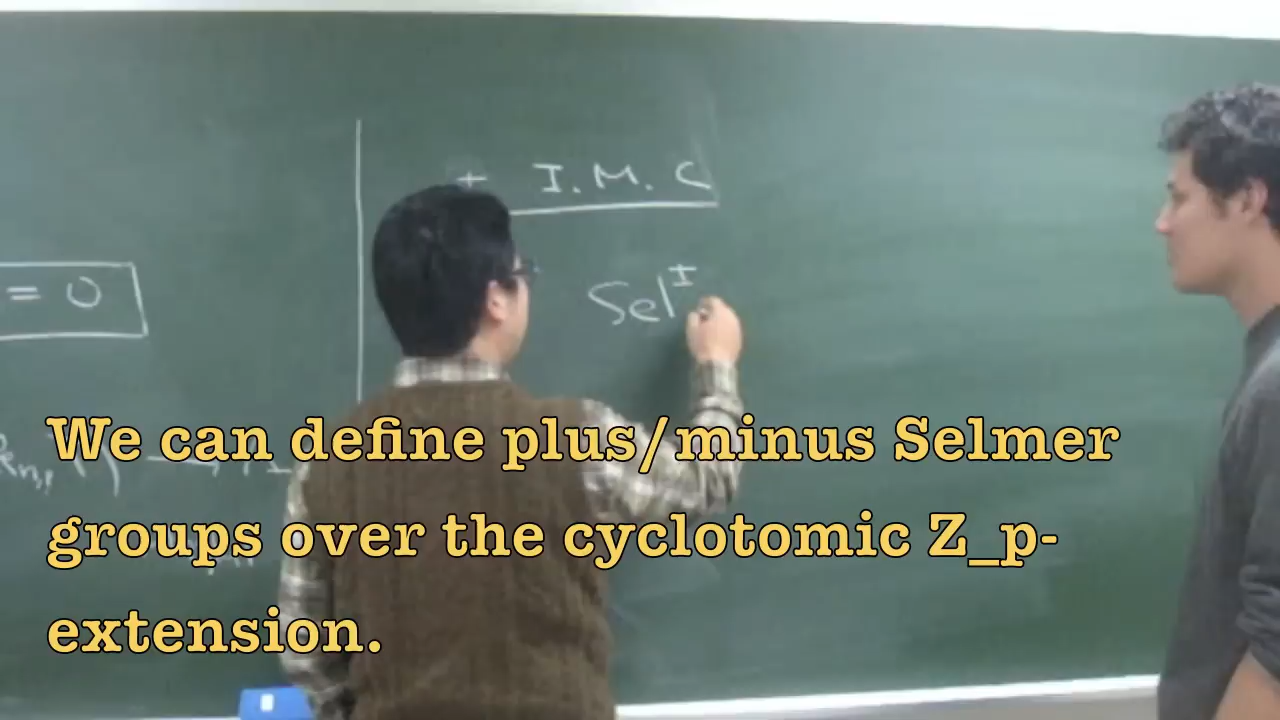 ± I. M. C
Sel^I
= 0
We can define plus/minus Selmer
groups over the cyclotomic Z_p-
extension.